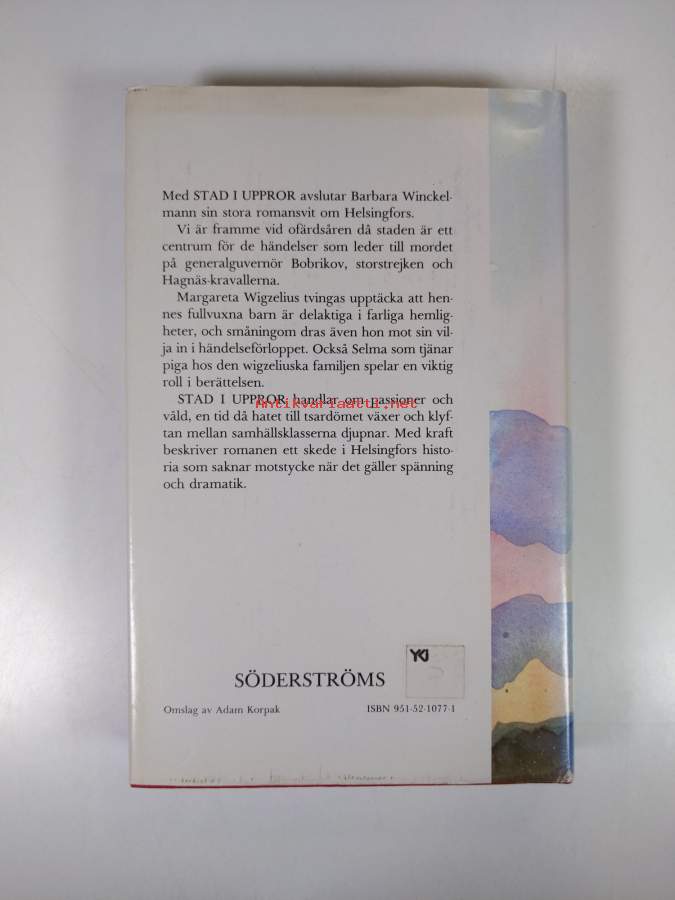 Med STAD I UPPROR avslutar Barbara Winckel-
mann sin stora romansvit om Helsingfors.
Vi är framme vid ofärdsåren då staden är ett
centrum för de händelser som leder till mordet
på generalguvernör Bobrikov, storstrejken och
Hagnäs-kravallerna.
Margareta Wigzelius tvingas upptäcka att hen-
nes fullvuxna barn är delaktiga i farliga hemlig-
heter, och småningom dras även hon mot sin vil-
ja in i händelseförloppet. Också Selma som tjänar
piga hos den wigzeliuska familjen spelar en viktig
roll i berättelsen.
STAD I UPPROR handlar om passioner och
våld, en tid då hatet till tsardömet växer och klyf-
tan mellan samhällsklasserna djupnar. Med kraft
beskriver romanen ett skede i Helsingfors histo-
ria som saknar motstycke när det gäller spänning
och dramatik.
Antikvariaatti.net
YKJ
SÖDERSTRÖMS
Omslag av Adam Korpak ISBN 951-52-1077-1